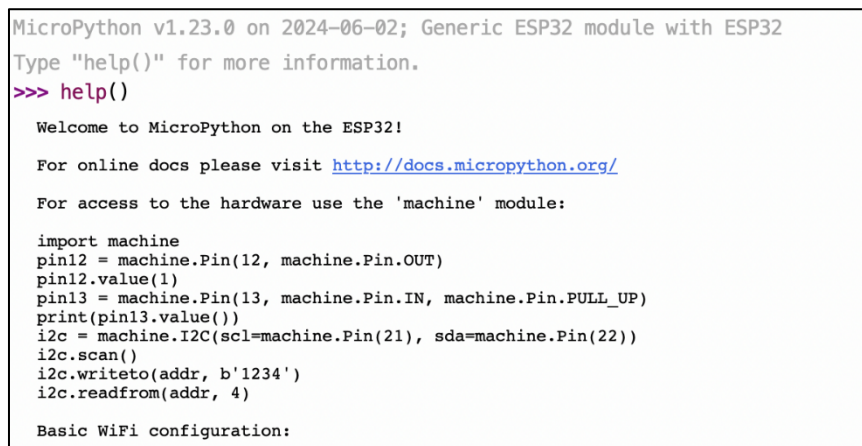 MicroPython v1.23.0 on 2024-06-02; Generic ESP32 module with ESP32
Type "help()" for more information.
>>> help()
Welcome to MicroPython on the ESP32!
For online docs please visit http://docs.micropython.org/
For access to the hardware use the 'machine' module:
import machine
pin12 = machine.Pin(12, machine.Pin.OUT)
pin12.value(1)
pin13 = machine.Pin(13, machine.Pin.IN, machine.Pin.PULL_UP)
print(pin13.value())
i2c = machine.I2C(scl=machine.Pin(21), sda=machine.Pin(22))
i2c.scan()
i2c.writeto(addr, b'1234')
i2c.readfrom(addr, 4)
Basic WiFi configuration: